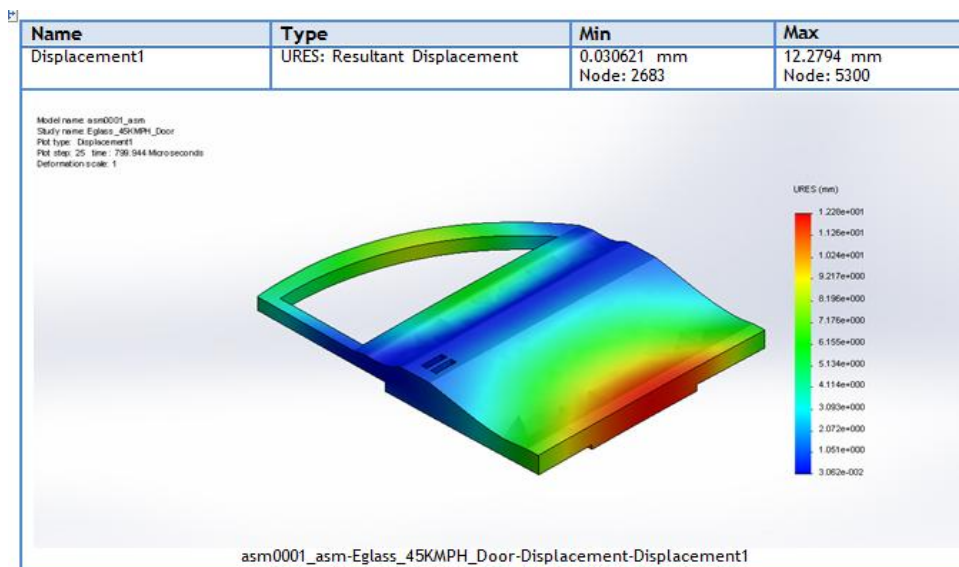 Name Type Min Max
Displacement1 URES: Resultant Displacement 0.030621 mm 12.2794 mm
Node: 2683 Node: 5300
Model name: asm0001_asm
Study name: Eglass_45KMPH_Door
Plot type: Displacement1
Plot step: 25 time : 799.944 Microseconds
Deformation scale: 1
URES (mm)
1.228e+001
1.126e+001
1.024e+001
9.217e+000
8.196e+000
7.176e+000
6.155e+000
5.134e+000
4.114e+000
3.093e+000
2.072e+000
1.051e+000
3.062e-002
asm0001_asm-Eglass_45KMPH_Door-Displacement-Displacement1